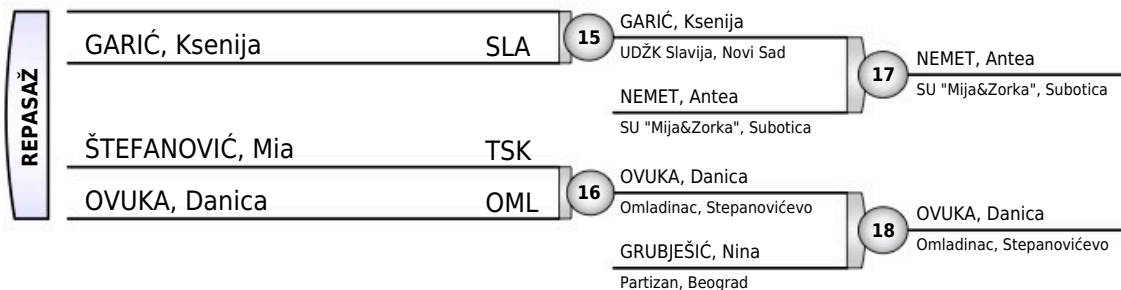 REPASAŽ
GARIĆ, Ksenija SLA
ŠTEFANOVIĆ, Mia TSK
OVUKA, Danica OML
15
16
GARIĆ, Ksenija
UDŽK Slavija, Novi Sad
NEMET, Antea
SU "Mija&Zorka", Subotica
OVUKA, Danica
Omladinac, Stepanovićevo
GRUBJEŠIĆ, Nina
Partizan, Beograd
17
18
NEMET, Antea
SU "Mija&Zorka", Subotica
OVUKA, Danica
Omladinac, Stepanovićevo